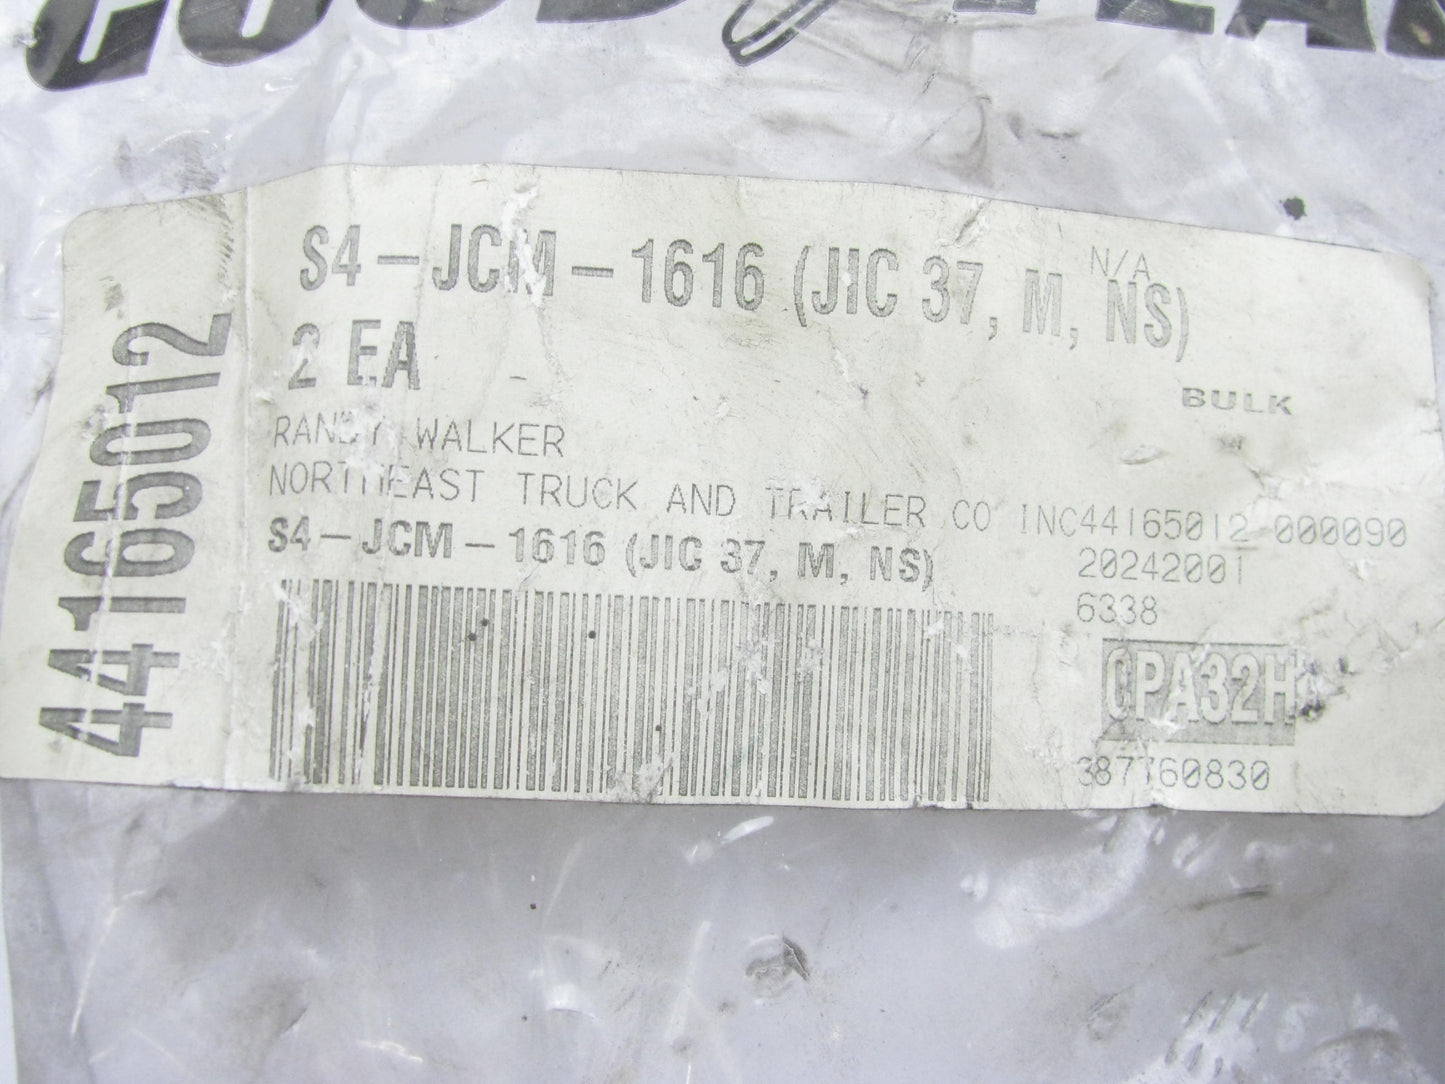 GOODYEAR
S4-JCM-1616 (JIC 37, M, NS)
N/A
2 EA
BULK
RANDY WALKER
NORTHEAST TRUCK AND TRAILER CO INC44165012 000090
S4-JCM-1616 (JIC 37, M, NS)
20242001
6338
CPA32H
387760830
44165012